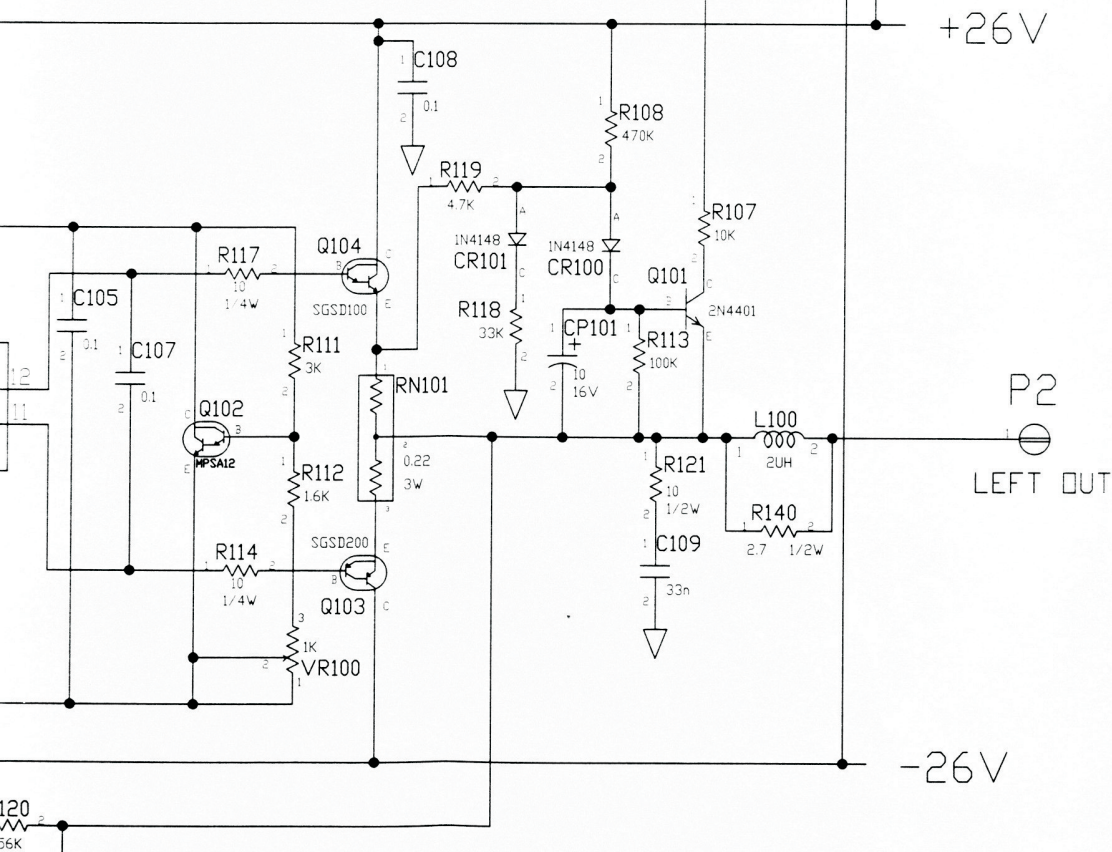 +26V
C108
0.1
R108
470K
R119
4.7K
R107
10K
1N4148
CR101
1N4148
CR100
Q101
2N4401
Q104
SGSD100
R117
10
1/4W
C105
0.1
C107
0.1
R111
3K
R118
33K
CP101
+
10
16V
R113
100K
12
11
RN101
0.22
3W
Q102
MPSA12
P2
LEFT OUT
L100
2UH
R112
1.6K
R121
10
1/2W
R140
2.7 1/2W
C109
33n
SGSD200
R114
10
1/4W
Q103
1K
VR100
-26V
120
56K